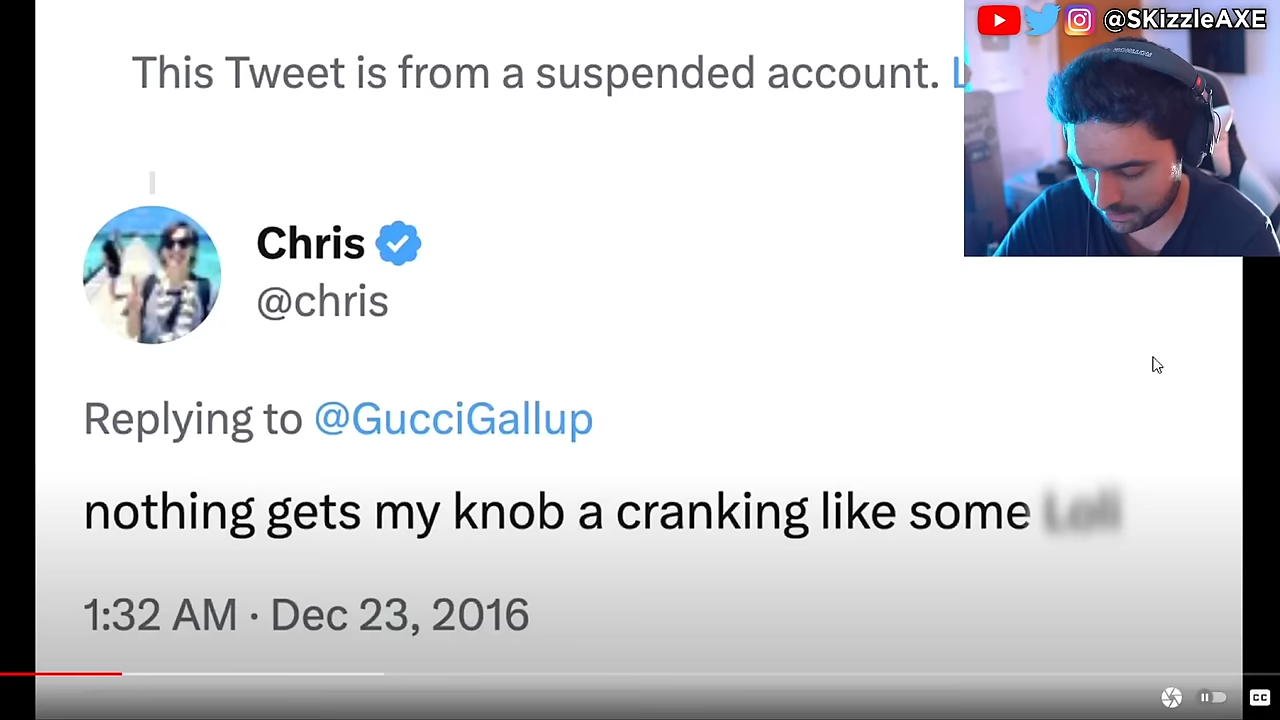 @SKizzleAXE
This Tweet is from a suspended account.
Chris
@chris
Replying to @GucciGallup
nothing gets my knob a cranking like some
1:32 AM · Dec 23, 2016
CC